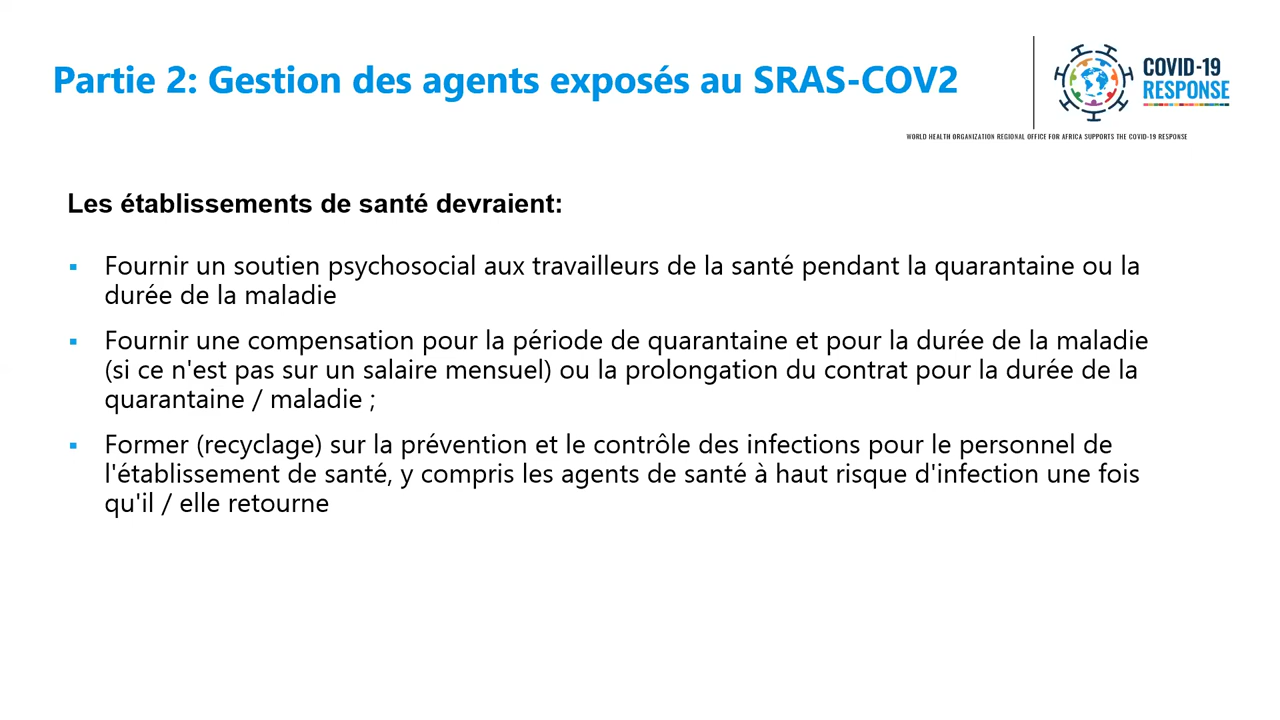 Partie 2: Gestion des agents exposés au SRAS-COV2
COVID-19
RESPONSE
WORLD HEALTH ORGANIZATION REGIONAL OFFICE FOR AFRICA SUPPORTS THE COVID-19 RESPONSE
Les établissements de santé devraient:
▪ Fournir un soutien psychosocial aux travailleurs de la santé pendant la quarantaine ou la
durée de la maladie
▪ Fournir une compensation pour la période de quarantaine et pour la durée de la maladie
(si ce n'est pas sur un salaire mensuel) ou la prolongation du contrat pour la durée de la
quarantaine / maladie ;
▪ Former (recyclage) sur la prévention et le contrôle des infections pour le personnel de
l'établissement de santé, y compris les agents de santé à haut risque d'infection une fois
qu'il / elle retourne